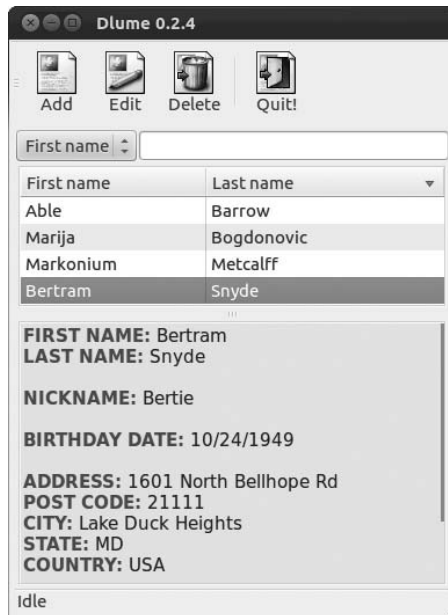 Dlume 0.2.4
Add Edit Delete Quit!
First name
First name Last name
Able Barrow
Marija Bogdonovic
Markonium Metcalff
Bertram Snyde
FIRST NAME: Bertram
LAST NAME: Snyde
NICKNAME: Bertie
BIRTHDAY DATE: 10/24/1949
ADDRESS: 1601 North Bellhope Rd
POST CODE: 21111
CITY: Lake Duck Heights
STATE: MD
COUNTRY: USA
Idle